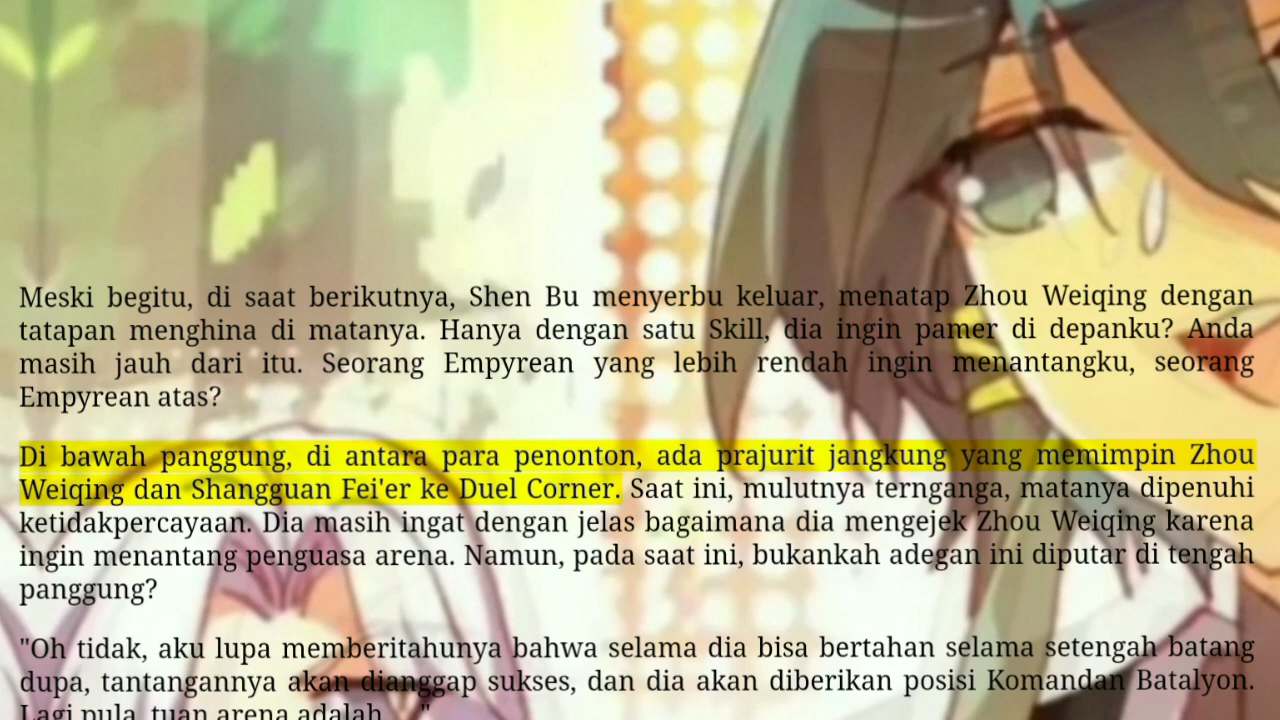 Meski begitu, di saat berikutnya, Shen Bu menyerbu keluar, menatap Zhou Weiqing dengan
tatapan menghina di matanya. Hanya dengan satu Skill, dia ingin pamer di depanku? Anda
masih jauh dari itu. Seorang Empyrean yang lebih rendah ingin menantangku, seorang
Empyrean atas?
Di bawah panggung, di antara para penonton, ada prajurit jangkung yang memimpin Zhou
Weiqing dan Shangguan Fei'er ke Duel Corner. Saat ini, mulutnya ternganga, matanya dipenuhi
ketidakpercayaan. Dia masih ingat dengan jelas bagaimana dia mengejek Zhou Weiqing karena
ingin menantang penguasa arena. Namun, pada saat ini, bukankah adegan ini diputar di tengah
panggung?
"Oh tidak, aku lupa memberitahunya bahwa selama dia bisa bertahan selama setengah batang
dupa, tantangannya akan dianggap sukses, dan dia akan diberikan posisi Komandan Batalyon.
Lagi pula, tuan arena adalah ... "